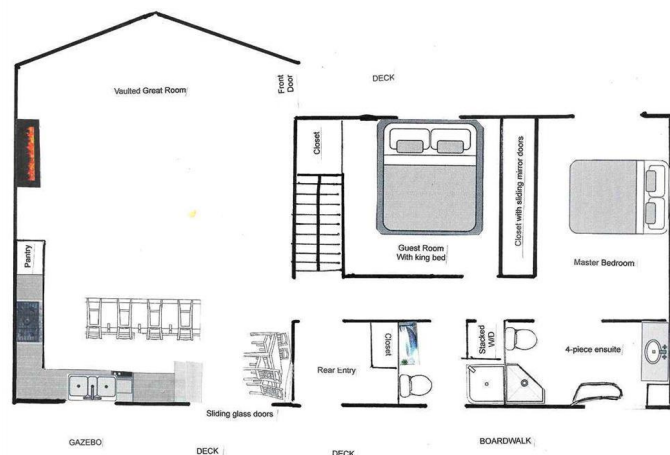 DECK
Vaulted Great Room
Front
Door
Closet
Closet with sliding mirror doors
Guest Room
With king bed
Master Bedroom
Pantry
Closet
Stacked
W/D
4-piece ensuite
Rear Entry
Sliding glass doors
GAZEBO
DECK
DECK
BOARDWALK